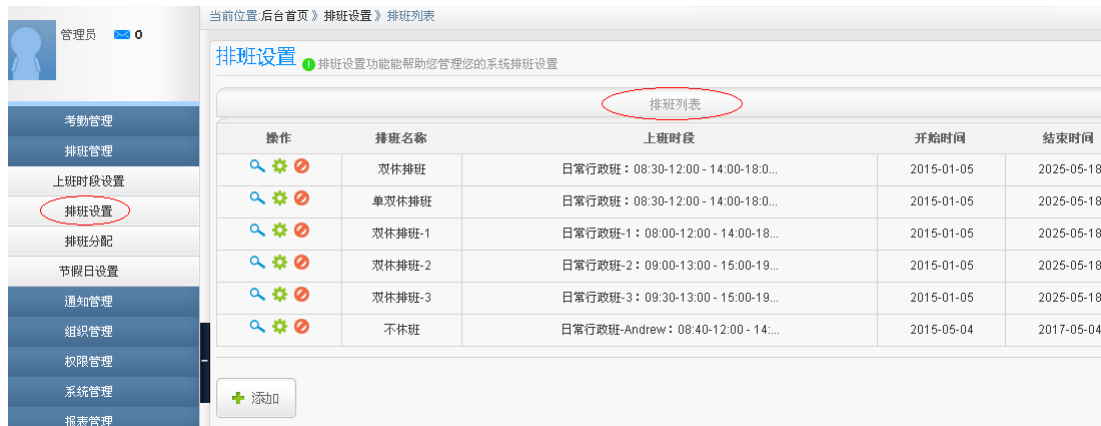 当前位置:后台首页 》 排班设置 》 排班列表
管理员 0
排班设置 排班设置功能能帮助您管理您的系统排班设置
考勤管理
排班管理
上班时段设置
排班设置
排班分配
节假日设置
通知管理
组织管理
权限管理
系统管理
报表管理
排班列表
操作 排班名称 上班时段 开始时间 结束时间
双休排班 日常行政班：08:30-12:00 - 14:00-18:0... 2015-01-05 2025-05-18
单双休排班 日常行政班：08:30-12:00 - 14:00-18:0... 2015-01-05 2025-05-18
双休排班-1 日常行政班-1：08:00-12:00 - 14:00-18... 2015-01-05 2025-05-18
双休排班-2 日常行政班-2：09:00-13:00 - 15:00-19... 2015-01-05 2025-05-18
双休排班-3 日常行政班-3：09:30-13:00 - 15:00-19... 2015-01-05 2025-05-18
不休班 日常行政班-Andrew：08:40-12:00 - 14:... 2015-05-04 2017-05-04
添加